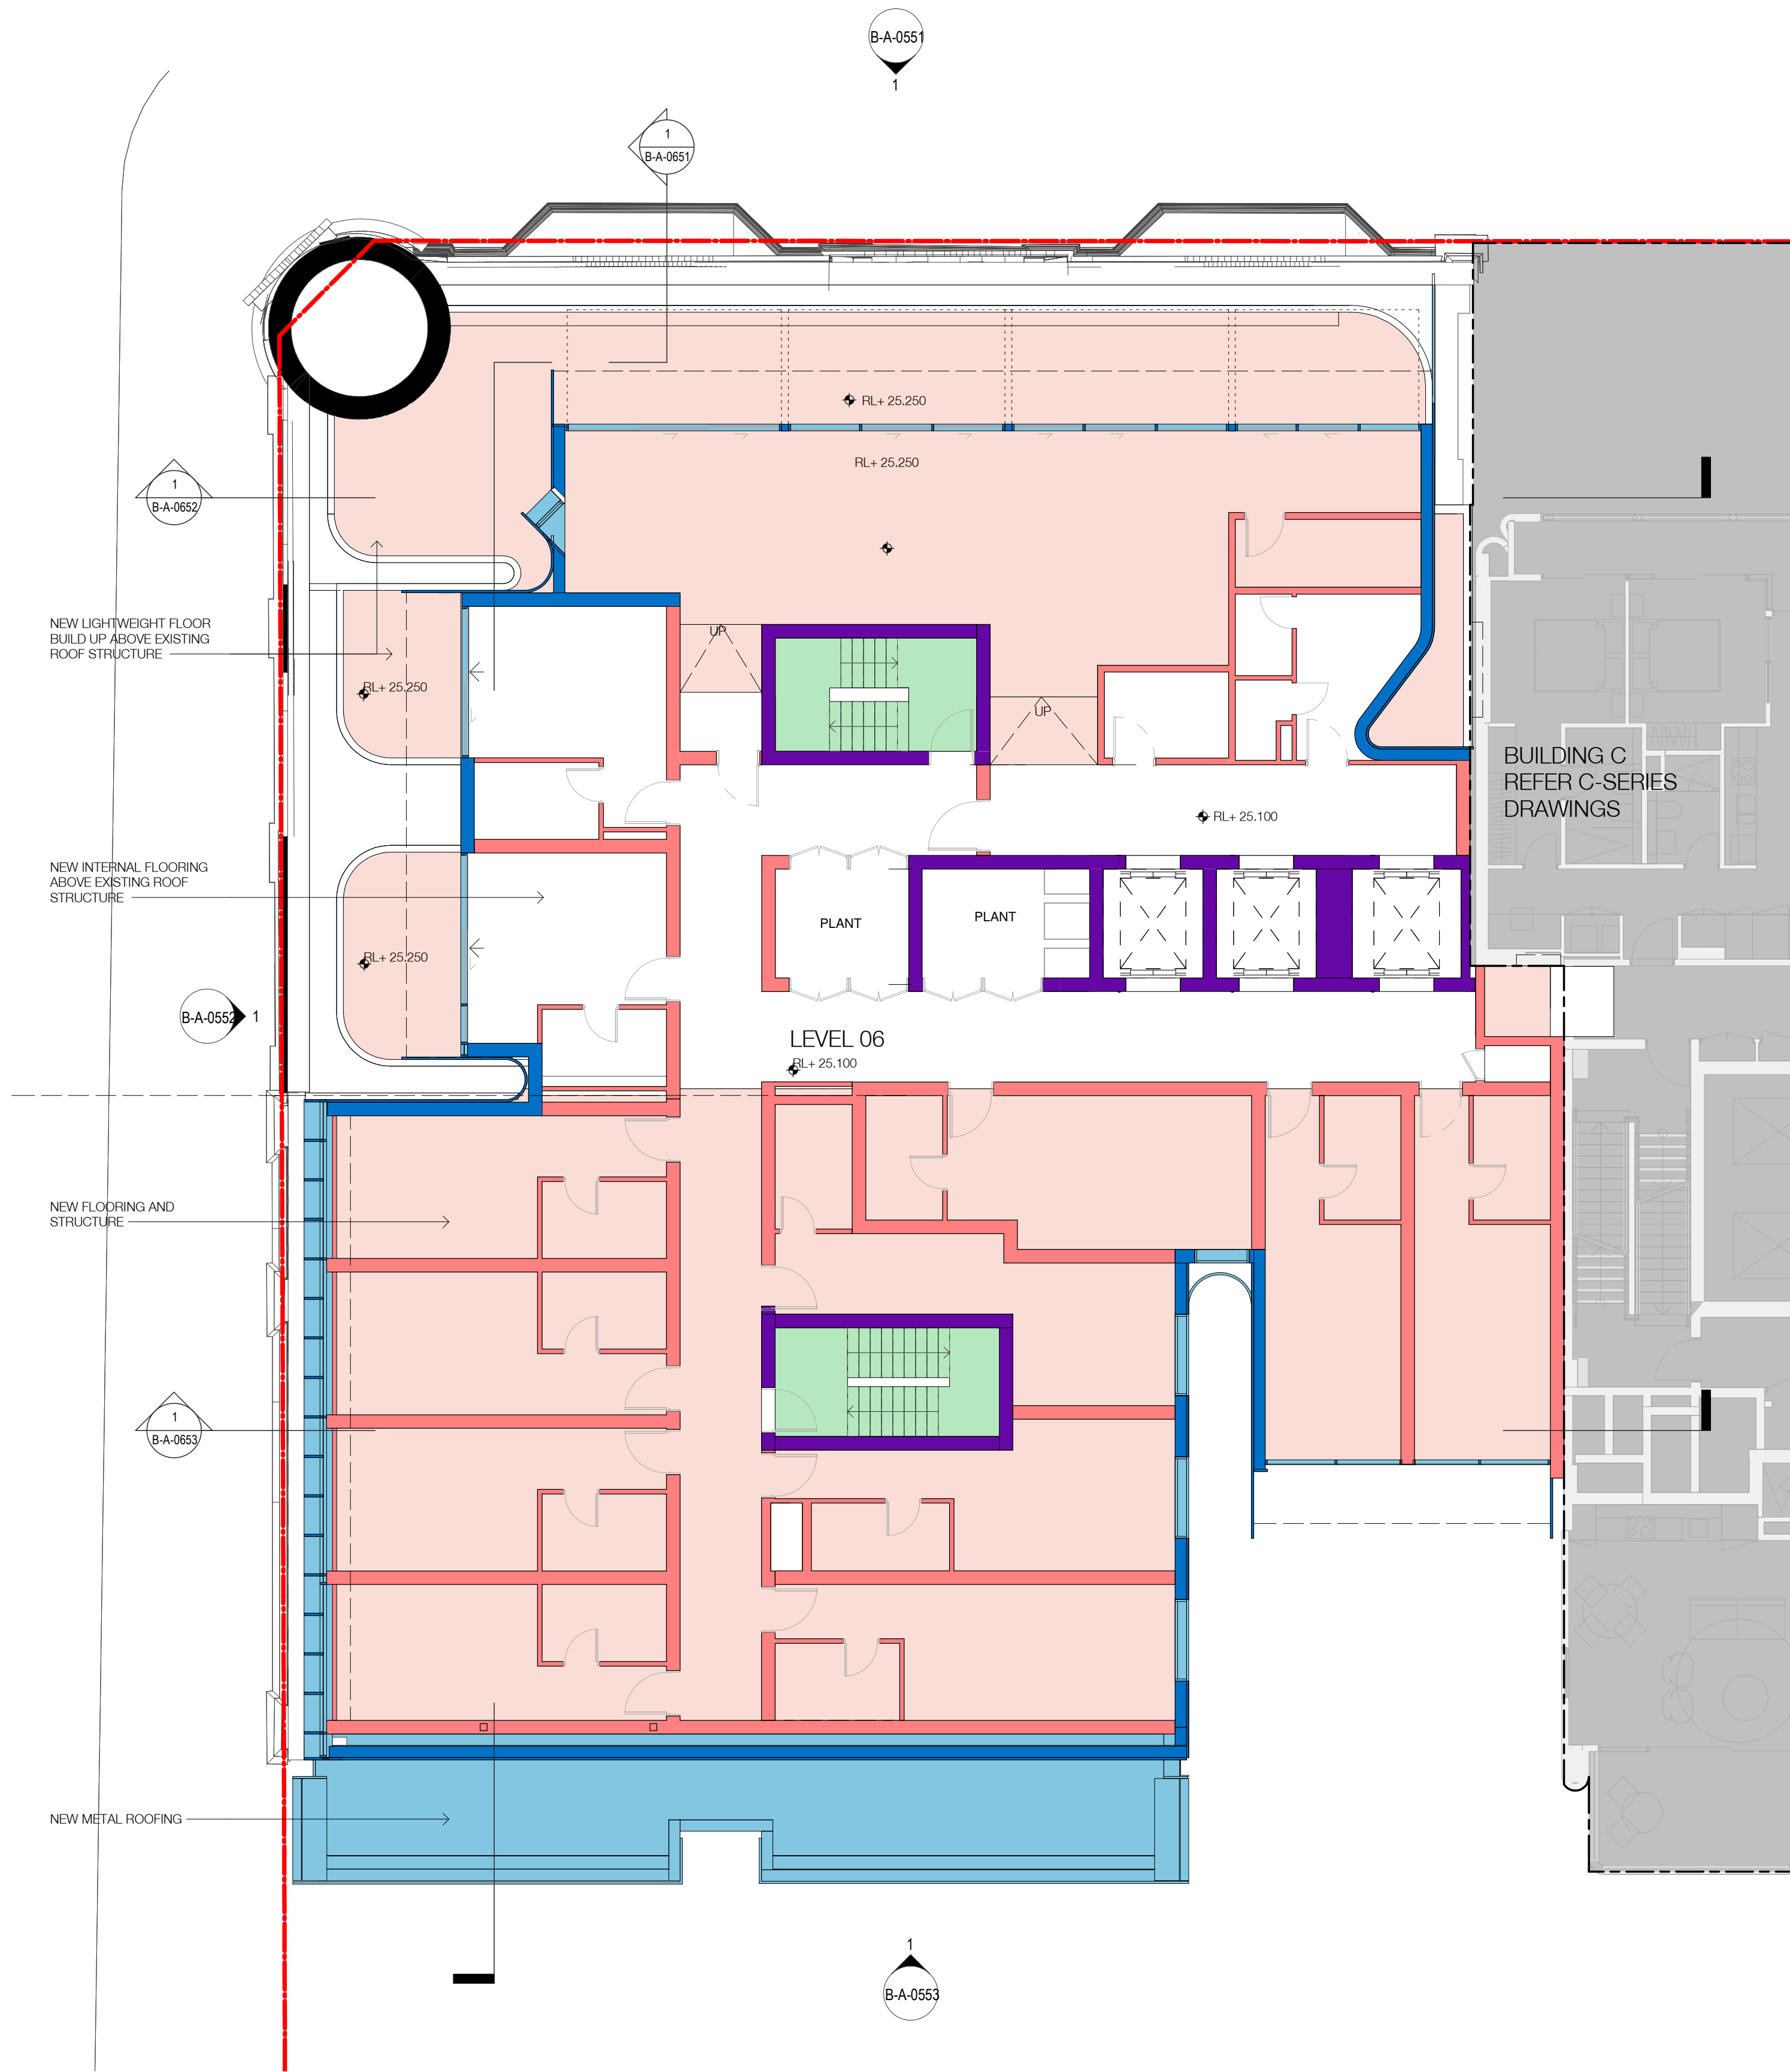 B-A-0551
1
1
B-A-0651
RL+ 25.250
RL+ 25.250
1
B-A-0652
NEW LIGHTWEIGHT FLOOR
BUILD UP ABOVE EXISTING
ROOF STRUCTURE
UP
RL+ 25.250
UP
BUILDING C
REFER C-SERIES
DRAWINGS
RL+ 25.100
NEW INTERNAL FLOORING
ABOVE EXISTING ROOF
STRUCTURE
PLANT
PLANT
RL+ 25.250
B-A-0552
1
LEVEL 06
RL+ 25.100
NEW FLOORING AND
STRUCTURE
1
B-A-0653
NEW METAL ROOFING
1
B-A-0553